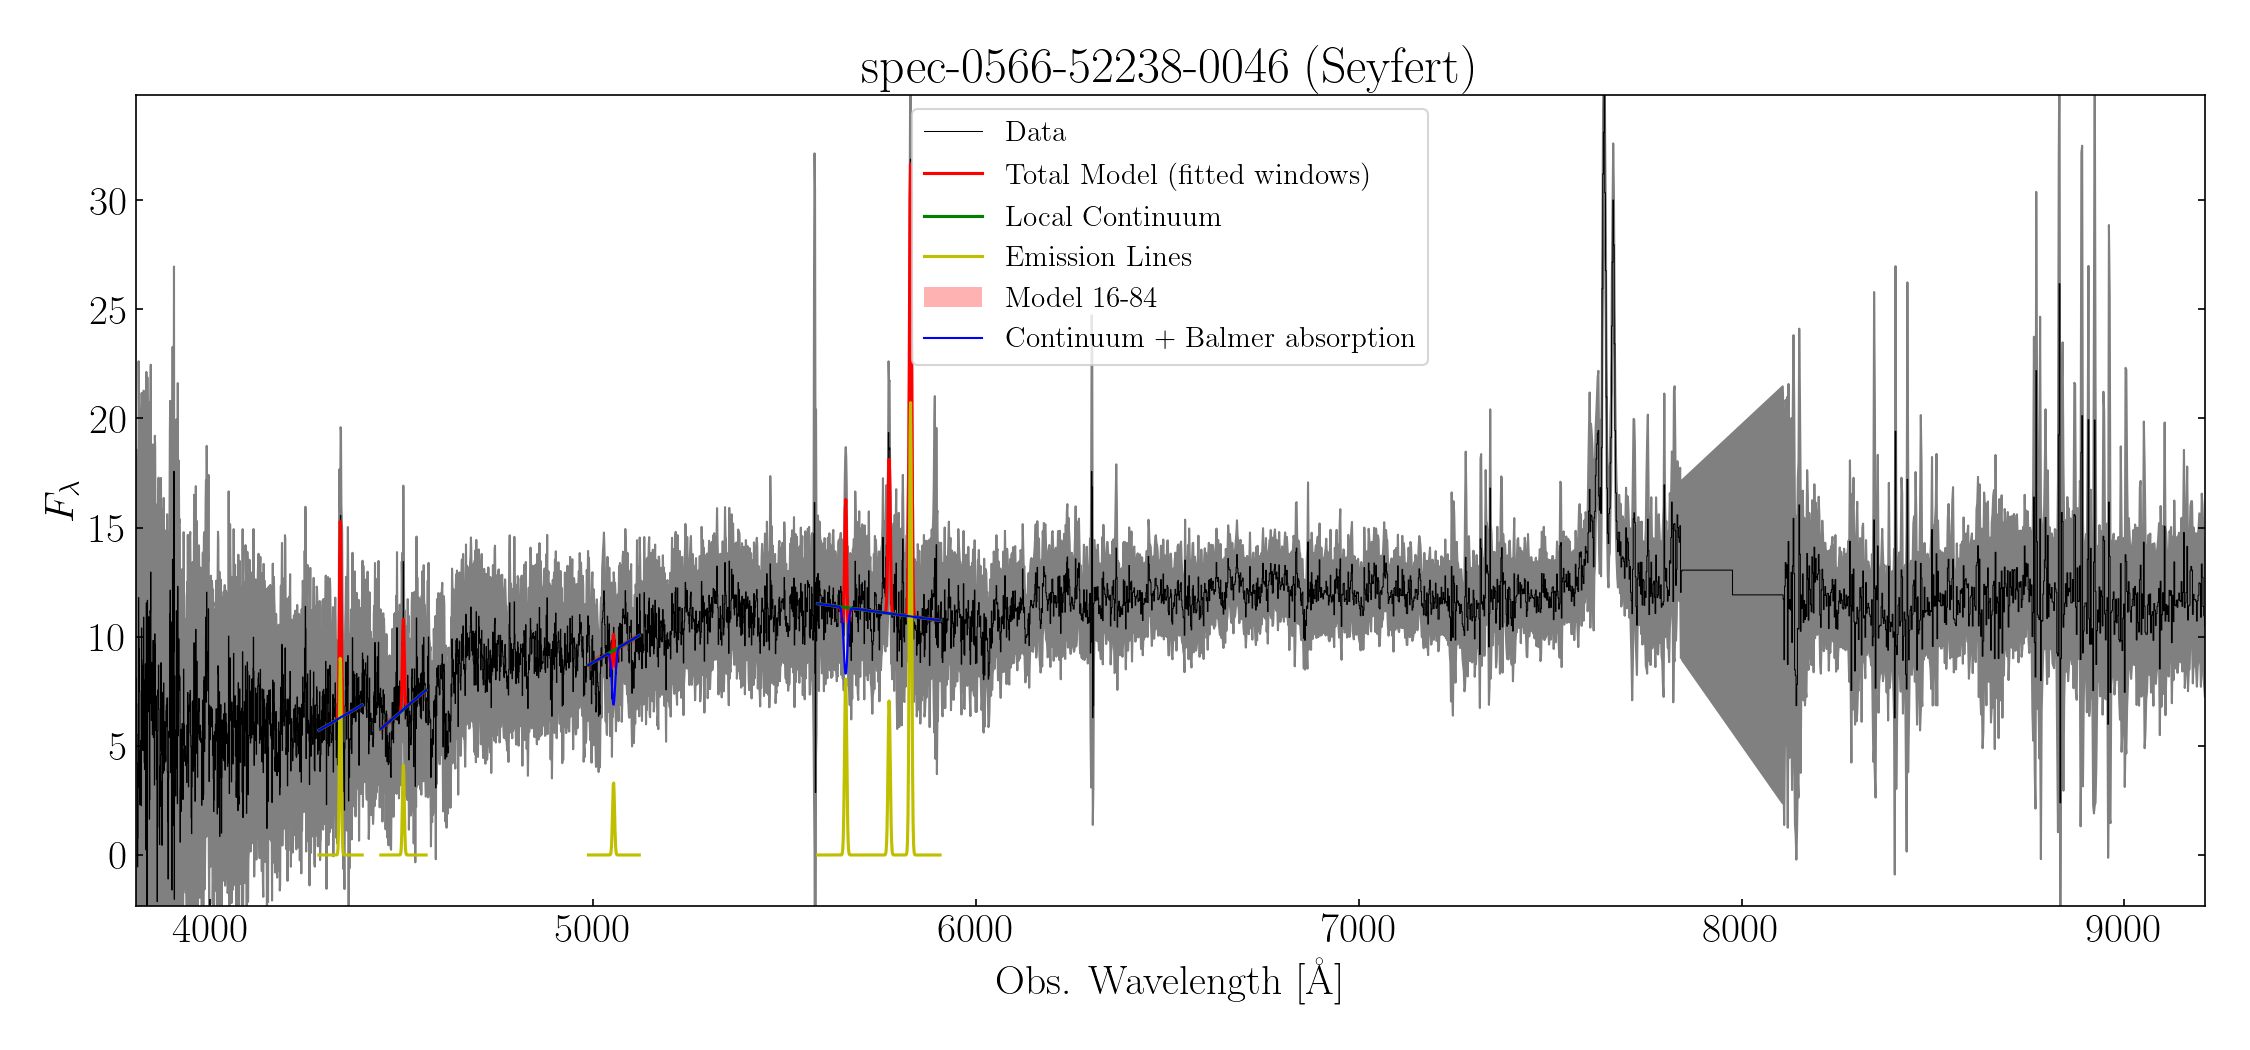 spec-0566-52238-0046 (Seyfert)
Data
Total Model (fitted windows)
Local Continuum
Emission Lines
Model 16-84
Continuum + Balmer absorption
Fλ
30
25
20
15
10
5
0
4000 5000 6000 7000 8000 9000
Obs. Wavelength [Å]